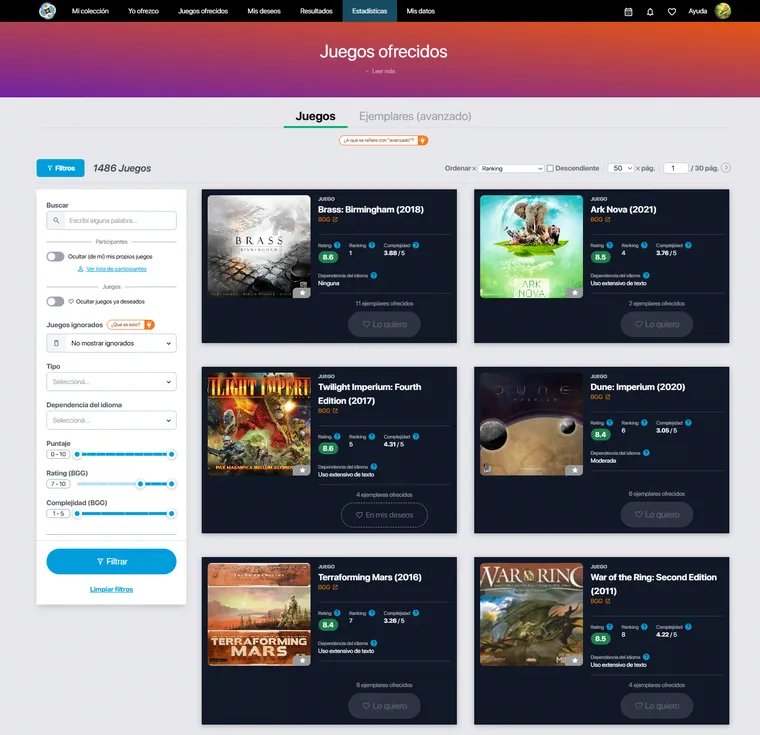 Mi colección
Yo ofrezco
Juegos ofrecidos
Mis deseos
Resultados
Estadísticas
Mis datos
Ayuda
Juegos ofrecidos
Leer más
Juegos
Ejemplares (avanzado)
¿A qué se refiere con "avanzado"?
Filtros
1486 Juegos
Ordenar
Ranking
Descendiente
50
× pág.
1
/ 30 pág.
Buscar
Escribí alguna palabra...
Participantes
Ocultar (de mí) mis propios juegos
Ver lista de participantes
Juegos
Ocultar juegos ya deseados
Juegos ignorados
¿Qué es esto?
No mostrar ignorados
Tipo
Selecciona...
Dependencia del idioma
Selecciona...
Puntaje
0 - 10
Rating (BGG)
7 - 10
Complejidad (BGG)
1 - 5
Filtrar
Limpiar filtros
BRASS
BIRMINGHAM
JUEGO
Brass: Birmingham (2018)
BGG
Rating
Ranking
Complejidad
8.6
1
3.88 / 5
Dependencia del idioma
Ninguna
11 ejemplares ofrecidos
Lo quiero
ARK
NOVA
JUEGO
Ark Nova (2021)
BGG
Rating
Ranking
Complejidad
8.5
4
3.76 / 5
Dependencia del idioma
Uso extensivo de texto
2 ejemplares ofrecidos
Lo quiero
TWILIGHT IMPERIUM
PAX MAGNIFICA BELLUM GLORIOSUM
JUEGO
Twilight Imperium: Fourth
Edition (2017)
BGG
Rating
Ranking
Complejidad
8.6
5
4.31 / 5
Dependencia del idioma
Uso extensivo de texto
4 ejemplares ofrecidos
En mis deseos
DUNE
IMPERIUM
JUEGO
Dune: Imperium (2020)
BGG
Rating
Ranking
Complejidad
8.4
6
3.05 / 5
Dependencia del idioma
Moderada
6 ejemplares ofrecidos
Lo quiero
TERRAFORMING
MARS
JUEGO
Terraforming Mars (2016)
BGG
Rating
Ranking
Complejidad
8.4
7
3.26 / 5
Dependencia del idioma
Uso extensivo de texto
8 ejemplares ofrecidos
Lo quiero
WAR OF THE RING
JUEGO
War of the Ring: Second Edition
(2011)
BGG
Rating
Ranking
Complejidad
8.5
8
4.22 / 5
Dependencia del idioma
Uso extensivo de texto
4 ejemplares ofrecidos
Lo quiero